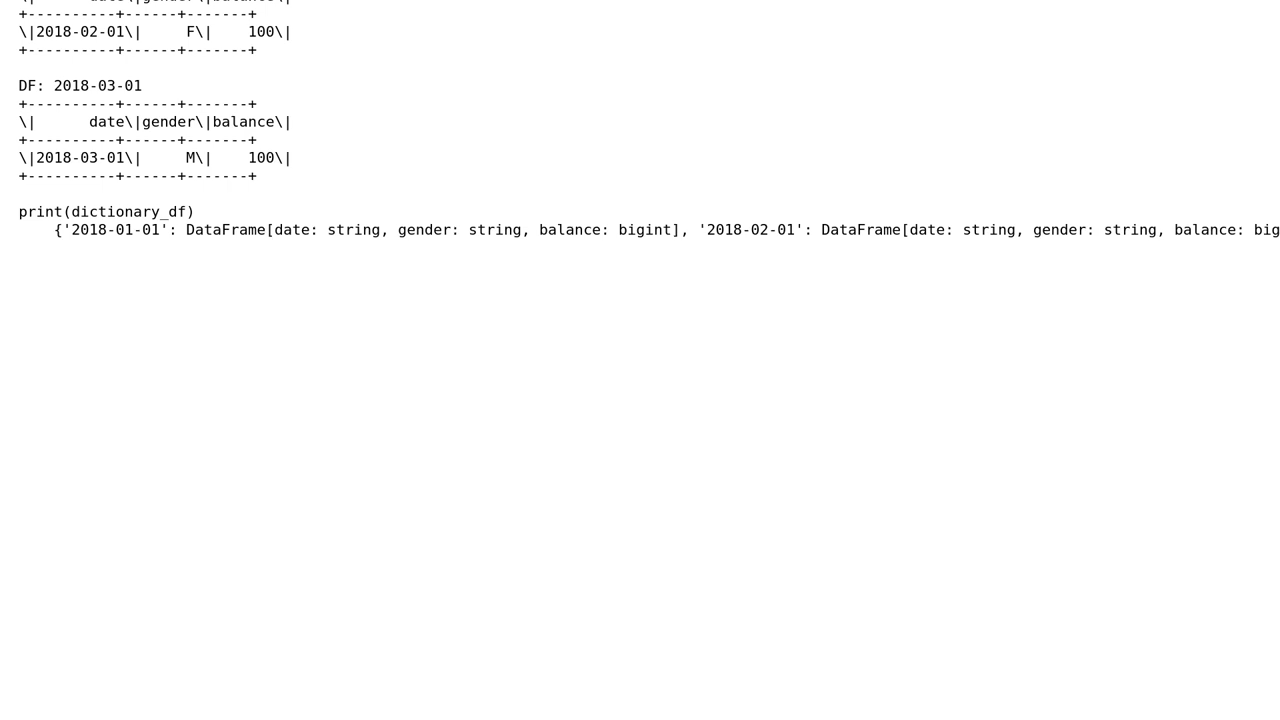 +----------+------+-------+
\|2018-02-01\|     F\|    100\|
+----------+------+-------+

DF: 2018-03-01
+----------+------+-------+
\|      date\|gender\|balance\|
+----------+------+-------+
\|2018-03-01\|     M\|    100\|
+----------+------+-------+

print(dictionary_df)
    {'2018-01-01': DataFrame[date: string, gender: string, balance: bigint], '2018-02-01': DataFrame[date: string, gender: string, balance: big